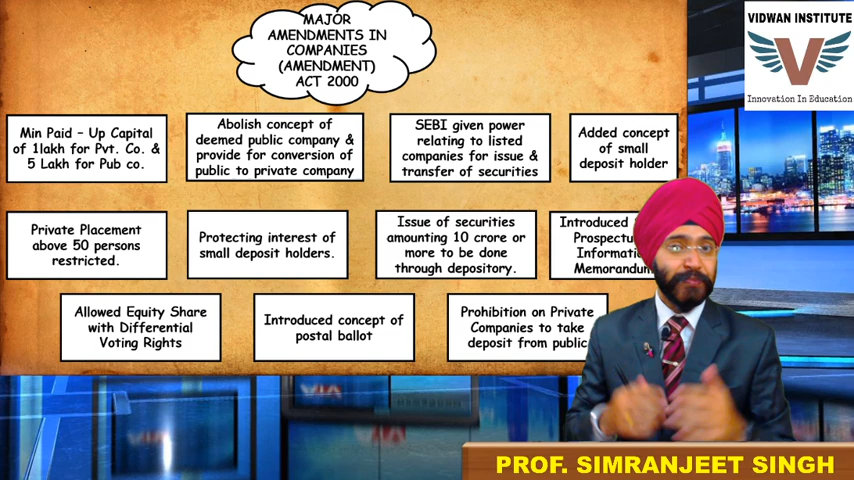 MAJOR
AMENDMENTS IN
COMPANIES
(AMENDMENT)
ACT 2000
VIDWAN INSTITUTE
V
Innovation In Education
Min Paid – Up Capital
of 1lakh for Pvt. Co. &
5 Lakh for Pub co.
Abolish concept of
deemed public company &
provide for conversion of
public to private company
SEBI given power
relating to listed
companies for issue &
transfer of securities
Added concept
of small
deposit holder
Private Placement
above 50 persons
restricted.
Protecting interest of
small deposit holders.
Issue of securities
amounting 10 crore or
more to be done
through depository.
Introduced
Allowed Equity Share
with Differential
Voting Rights
Introduced concept of
postal ballot
Prohibition on Private
Companies to take
deposit from public
PROF. SIMRANJEET SINGH